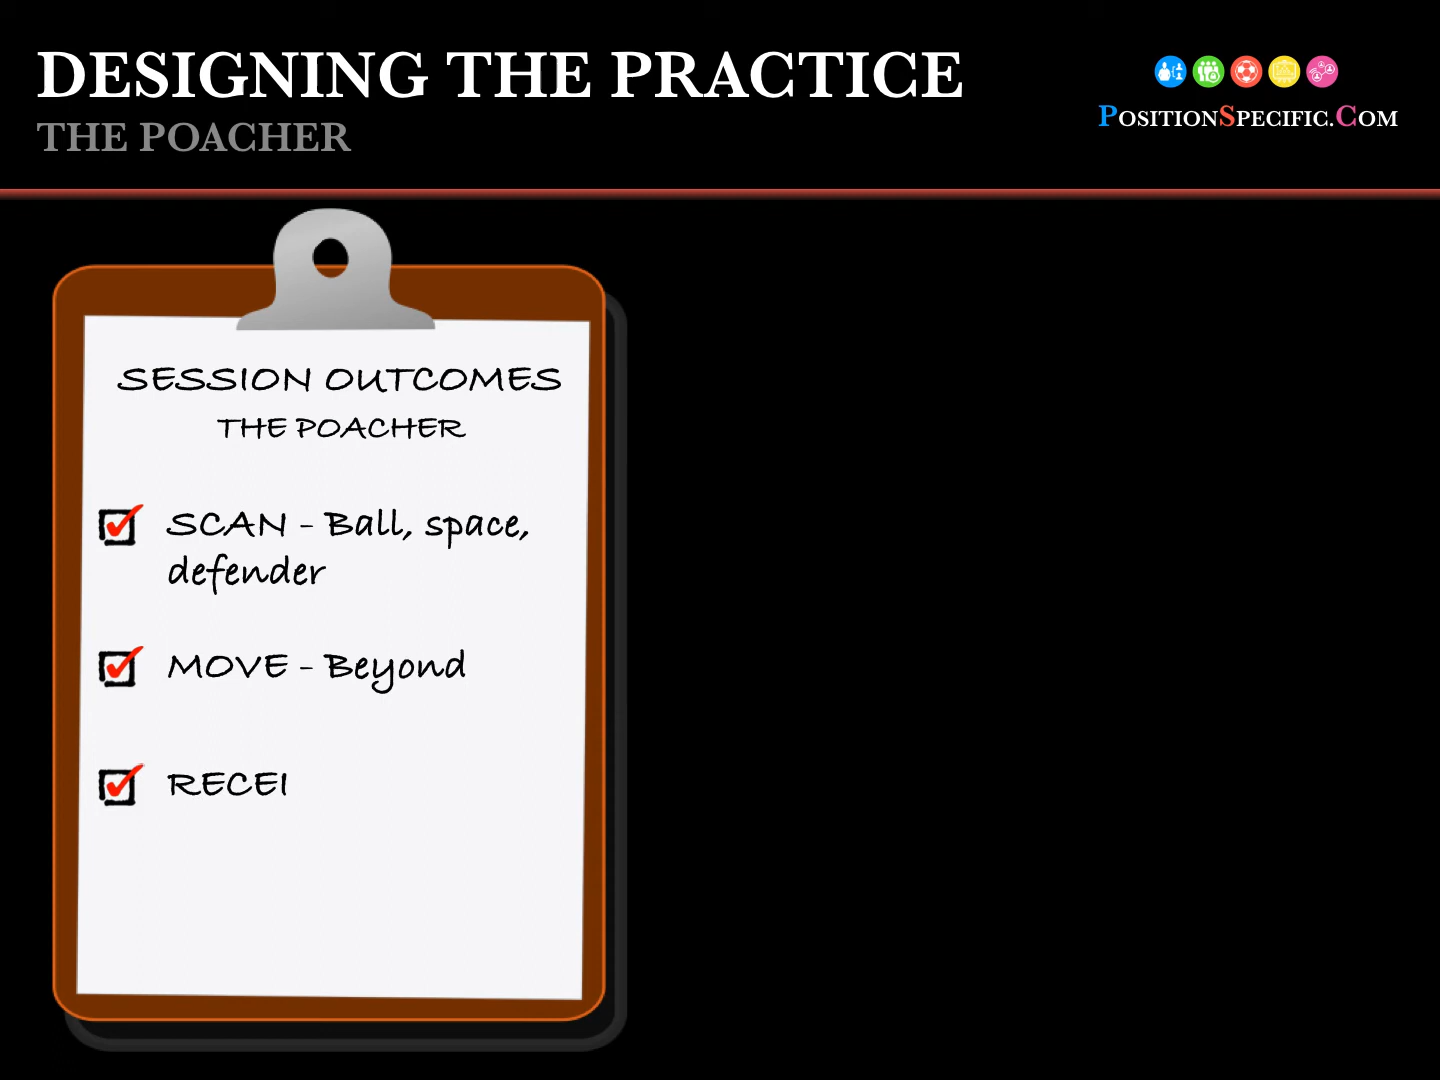 DESIGNING THE PRACTICE
THE POACHER
POSITIONSPECIFIC.COM
SESSION OUTCOMES
THE POACHER
SCAN - Ball, space,
defender
MOVE - Beyond
RECEI